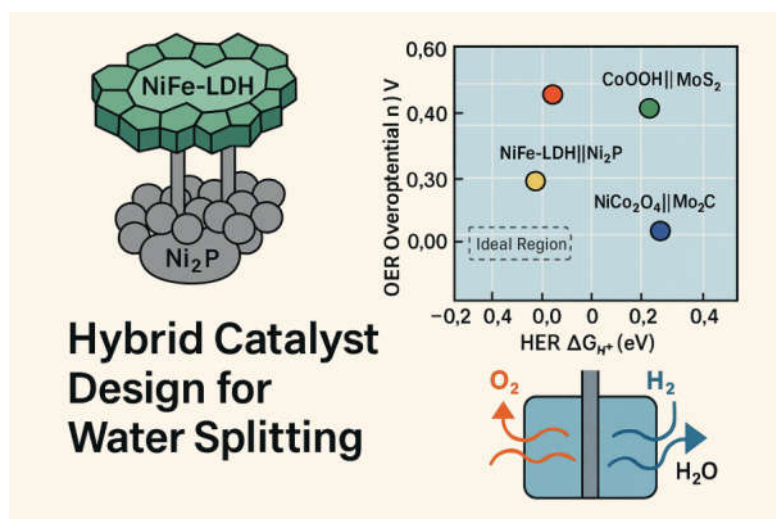 NiFe-LDH
Ni₂P
Hybrid Catalyst
Design for
Water Splitting
OER Overoptential n) V
0,60
0,40
0,30
0,00
CoOOH||MoS₂
NiFe-LDH||Ni₂P
NiCo₂O₄||Mo₂C
Ideal Region
−0,2 0,4 0,0 0 0,2 0,4
HER ΔG_H⁺ (eV)
O₂
H₂
H₂O